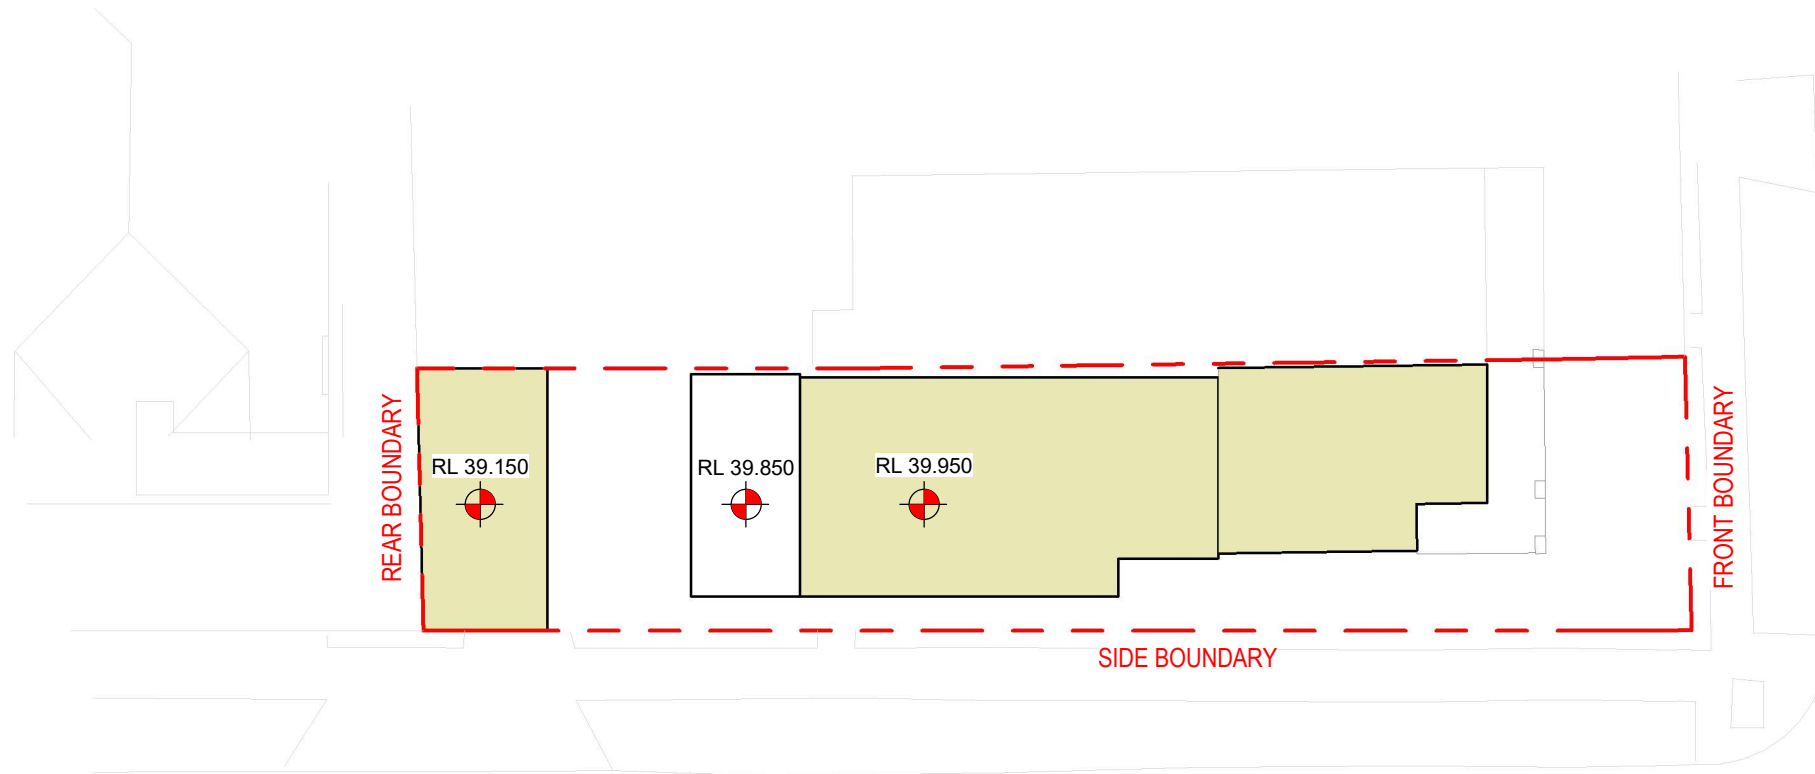 REAR BOUNDARY
RL 39.150
RL 39.850
RL 39.950
FRONT BOUNDARY
SIDE BOUNDARY